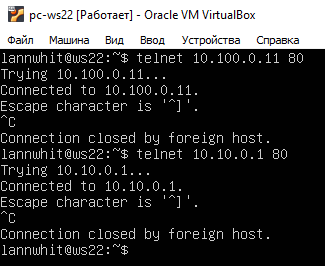 pc-ws22 [Работает] - Oracle VM VirtualBox
Файл Машина Вид Ввод Устройства Справка
lannwhit@ws22:~$ telnet 10.100.0.11 80
Trying 10.100.0.11...
Connected to 10.100.0.11.
Escape character is '^]'.
^C
Connection closed by foreign host.
lannwhit@ws22:~$ telnet 10.10.0.1 80
Trying 10.10.0.1...
Connected to 10.10.0.1.
Escape character is '^]'.
^C
Connection closed by foreign host.
lannwhit@ws22:~$